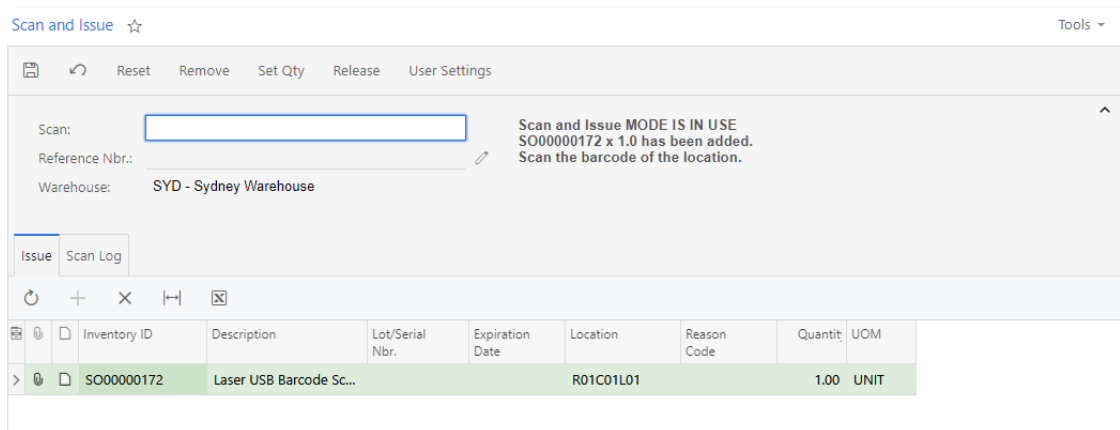 Scan and Issue
Tools
Reset Remove Set Qty Release User Settings
Scan:
Scan and Issue MODE IS IN USE
SO00000172 x 1.0 has been added.
Scan the barcode of the location.
Reference Nbr.:
Warehouse: SYD - Sydney Warehouse
Issue Scan Log
Inventory ID Description Lot/Serial Nbr. Expiration Date Location Reason Code Quantit UOM
SO00000172 Laser USB Barcode Sc... R01C01L01 1.00 UNIT